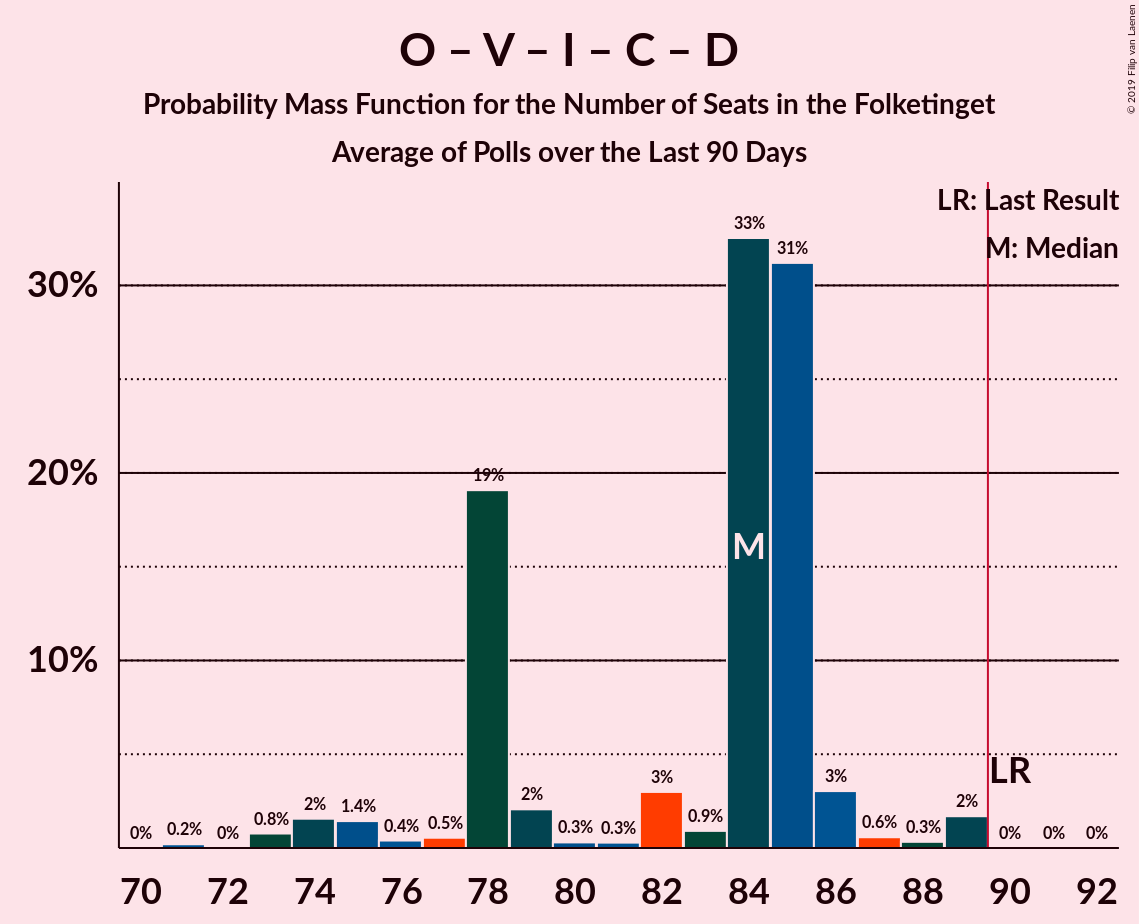 O – V – I – C – D
Probability Mass Function for the Number of Seats in the Folketinget
Average of Polls over the Last 90 Days
© 2019 Filip van Laenen
LR: Last Result
M: Median
30%
20%
10%
0%
0.2%
0%
0.8%
2%
1.4%
0.4%
0.5%
19%
2%
0.3%
0.3%
3%
0.9%
33%
31%
3%
0.6%
0.3%
2%
0%
0%
0%
M
LR
70 72 74 76 78 80 82 84 86 88 90 92